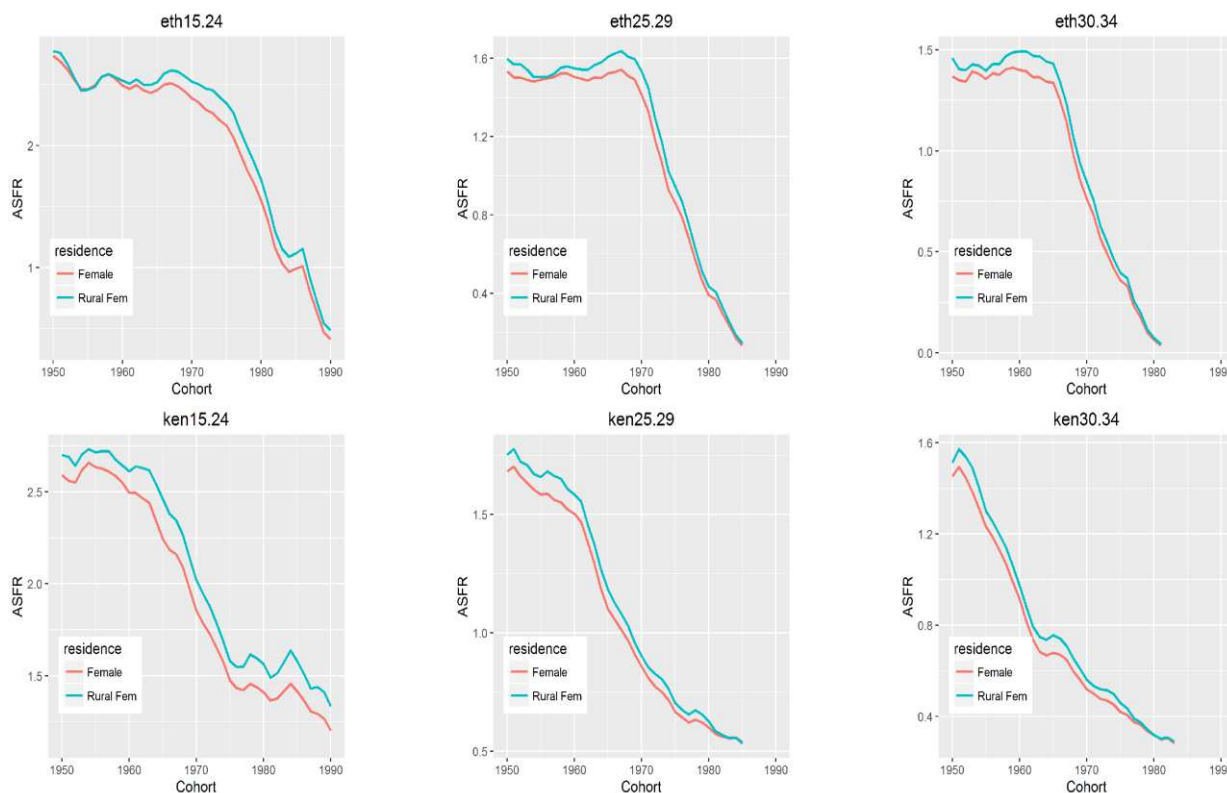 eth15.24
ASFR
2
1
residence
Female
Rural Fem
1950 1960 1970 1980 1990
Cohort
eth25.29
ASFR
1.6
1.2
0.8
0.4
residence
Female
Rural Fem
1950 1960 1970 1980 1990
Cohort
eth30.34
ASFR
1.5
1.0
0.5
0.0
residence
Female
Rural Fem
1950 1960 1970 1980 1990
Cohort
ken15.24
ASFR
2.5
2.0
1.5
residence
Female
Rural Fem
1950 1960 1970 1980 1990
Cohort
ken25.29
ASFR
1.5
1.0
0.5
residence
Female
Rural Fem
1950 1960 1970 1980 1990
Cohort
ken30.34
ASFR
1.6
1.2
0.8
0.4
residence
Female
Rural Fem
1950 1960 1970 1980 199
Cohort